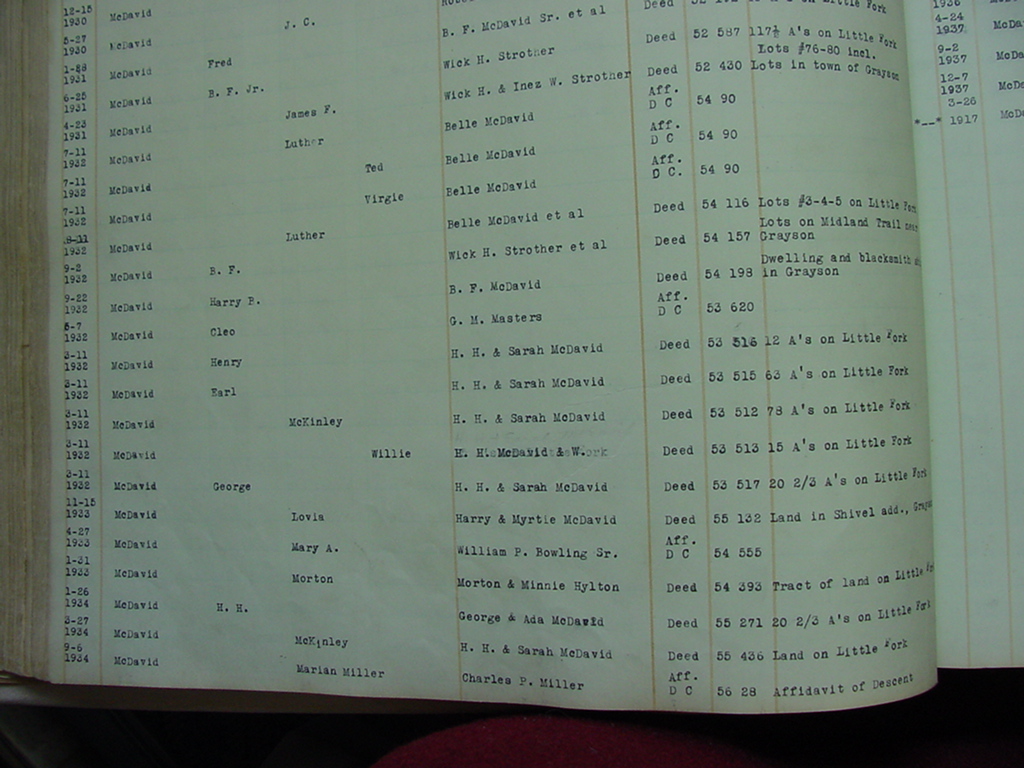 12-15 1930 McDavid J. C.
5-27 1930 McDavid Fred B. F. McDavid Sr. et al Deed
1-28 1931 McDavid B. F. Jr. Wick H. Strother Deed 52 587 117½ A's on Little Fork
Lots #76-80 incl.
6-25 1931 McDavid James F. Wick H. & Inez W. Strother Deed 52 430 Lots in town of Grayson
4-23 1931 McDavid Luther Belle McDavid Aff. D C 54 90
7-11 1932 McDavid Ted Belle McDavid Aff. D C 54 90
7-11 1932 McDavid Virgie Belle McDavid Aff. D C. 54 90
7-11 1932 McDavid Luther Belle McDavid et al Deed 54 116 Lots #3-4-5 on Little Fork
Lots on Midland Trail near
8-11 1932 McDavid B. F. Wick H. Strother et al Deed 54 157 Grayson
Dwelling and blacksmith
9-2 1932 McDavid Harry B. B. F. McDavid Deed 54 198 in Grayson
9-22 1932 McDavid Cleo G. M. Masters Aff. D C 53 620
6-7 1932 McDavid Henry H. H. & Sarah McDavid Deed 53 516 12 A's on Little Fork
3-11 1932 McDavid Earl H. H. & Sarah McDavid Deed 53 515 63 A's on Little Fork
3-11 1932 McDavid McKinley H. H. & Sarah McDavid Deed 53 512 78 A's on Little Fork
3-11 1932 McDavid Willie H. H. McDavid & W. Deed 53 513 15 A's on Little Fork
3-11 1932 McDavid George H. H. & Sarah McDavid Deed 53 517 20 2/3 A's on Little Fork
11-15 1933 McDavid Lovia Harry & Myrtie McDavid Deed 55 132 Land in Shivel add., Gray
4-27 1933 McDavid Mary A. William P. Bowling Sr. Aff. D C 54 555
1-31 1933 McDavid Morton Morton & Minnie Hylton Deed 54 393 Tract of land on Little
1-26 1934 McDavid H. H. George & Ada McDavid Deed 55 271 20 2/3 A's on Little Fork
3-27 1934 McDavid McKinley H. H. & Sarah McDavid Deed 55 436 Land on Little Fork
9-6 1934 McDavid Marian Miller Charles P. Miller Aff. D C 56 28 Affidavit of Descent
1936
4-24 1937 McDa
9-2 1937 McDa
12-7 1937 McDa
3-26
*--* 1917 McDa